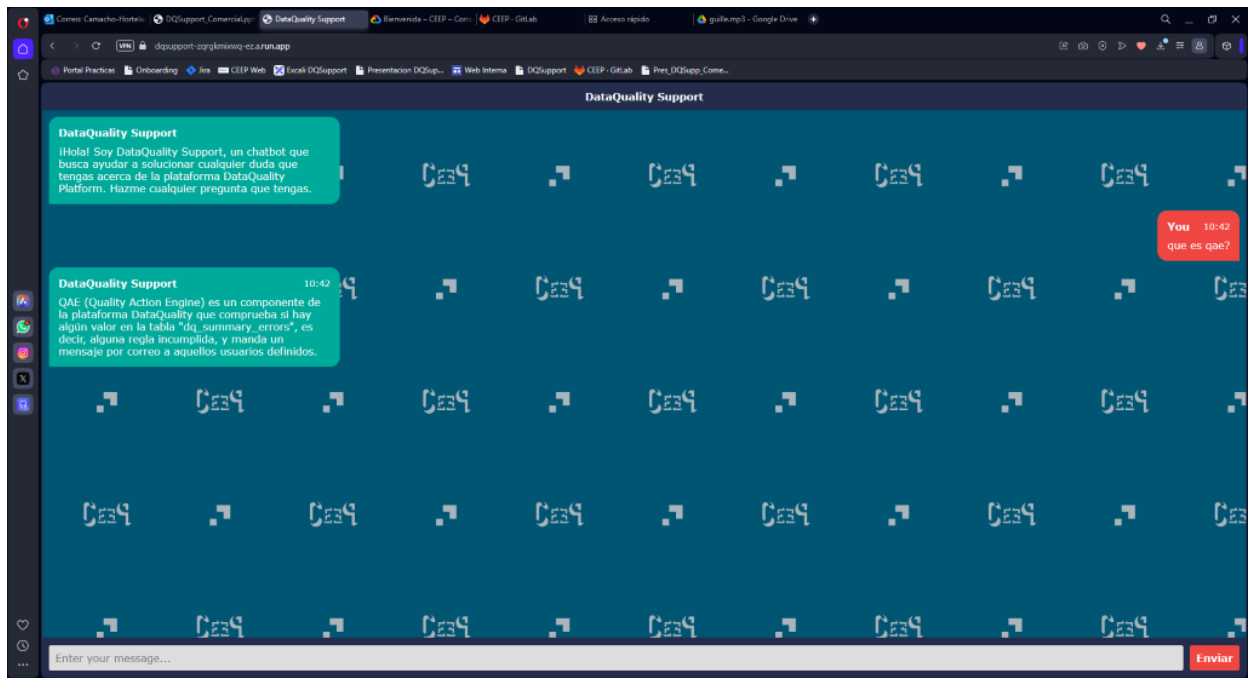 Correo: Camacho-Hortelo
DQSupport_Comercial.pp
DataQuality Support
Bienvenida – CEEP – Con
CEEP · GitLab
Acceso rápido
guille.mp3 - Google Drive
VPN
dqsupport-zqrgkmixwq-ez.a.run.app
Portal Practicas
Onboarding
Jira
CEEP Web
Excali DQSupport
Presentacion DQSup...
Web Interna
DQSupport
CEEP · GitLab
Pres_DQSupp_Come...
DataQuality Support
DataQuality Support
¡Hola! Soy DataQuality Support, un chatbot que
busca ayudar a solucionar cualquier duda que
tengas acerca de la plataforma DataQuality
Platform. Hazme cualquier pregunta que tengas.
You 10:42
que es qae?
DataQuality Support 10:42
QAE (Quality Action Engine) es un componente de
la plataforma DataQuality que comprueba si hay
algún valor en la tabla "dq_summary_errors", es
decir, alguna regla incumplida, y manda un
mensaje por correo a aquellos usuarios definidos.
Enter your message...
Enviar